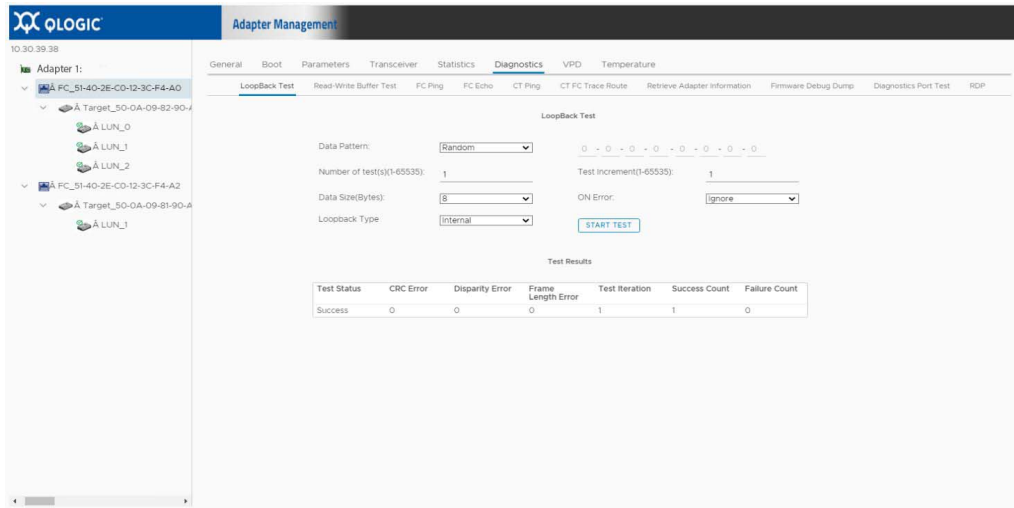 QLOGIC
Adapter Management
10.30.39.38
Adapter 1:
Â FC_51-40-2E-C0-12-3C-F4-A0
Â Target_50-0A-09-82-90-
Â LUN_0
Â LUN_1
Â LUN_2
Â FC_51-40-2E-C0-12-3C-F4-A2
Â Target_50-0A-09-81-90-A
Â LUN_1
General Boot Parameters Transceiver Statistics Diagnostics VPD Temperature
LoopBack Test Read-Write Buffer Test FC Ping FC Echo CT Ping CT FC Trace Route Retrieve Adapter Information Firmware Debug Dump Diagnostics Port Test RDP
LoopBack Test
Data Pattern: Random 0 - 0 - 0 - 0 - 0 - 0 - 0 - 0
Number of test(s)(1-65535): 1 Test Increment(1-65535): 1
Data Size(Bytes): 8 ON Error: Ignore
Loopback Type Internal START TEST
Test Results
Test Status CRC Error Disparity Error Frame Length Error Test Iteration Success Count Failure Count
Success 0 0 0 1 1 0